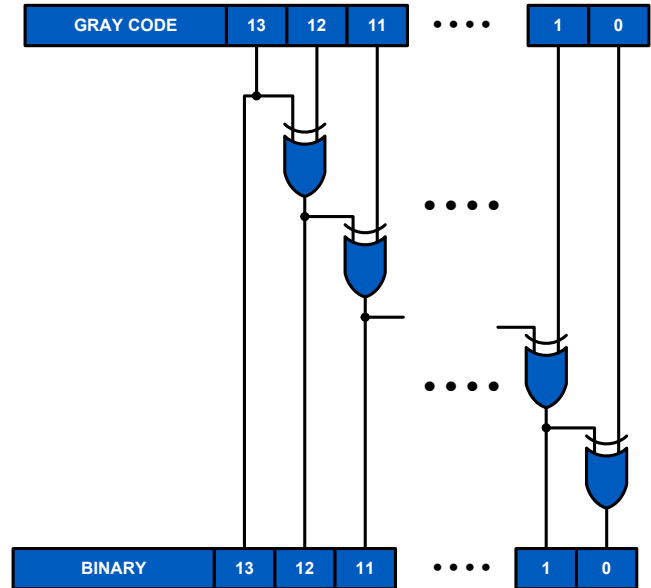 GRAY CODE 13 12 11 •••• 1 0
••••
••••
BINARY 13 12 11 •••• 1 0